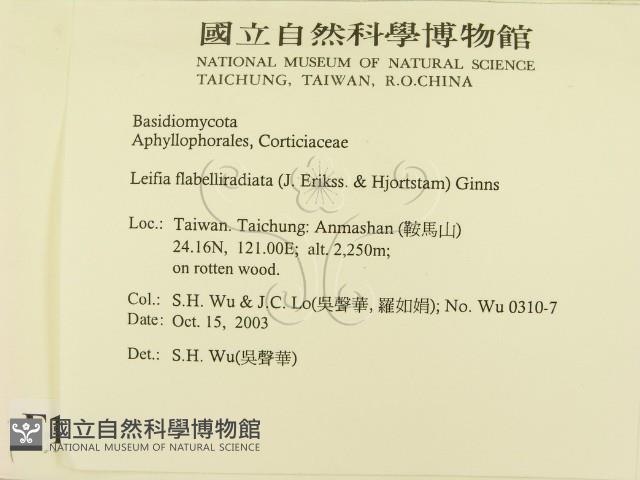 國立自然科學博物館
NATIONAL MUSEUM OF NATURAL SCIENCE
TAICHUNG, TAIWAN, R.O.CHINA
Basidiomycota
Aphyllophorales, Corticiaceae
Leifia flabelliradiata (J. Erikss. & Hjortstam) Ginns
Loc.: Taiwan. Taichung: Anmashan (鞍馬山)
24.16N, 121.00E; alt. 2,250m;
on rotten wood.
Col.: S.H. Wu & J.C. Lo(吳聲華, 羅如娟); No. Wu 0310-7
Date: Oct. 15, 2003
Det.: S.H. Wu(吳聲華)
國立自然科學博物館
NATIONAL MUSEUM OF NATURAL SCIENCE